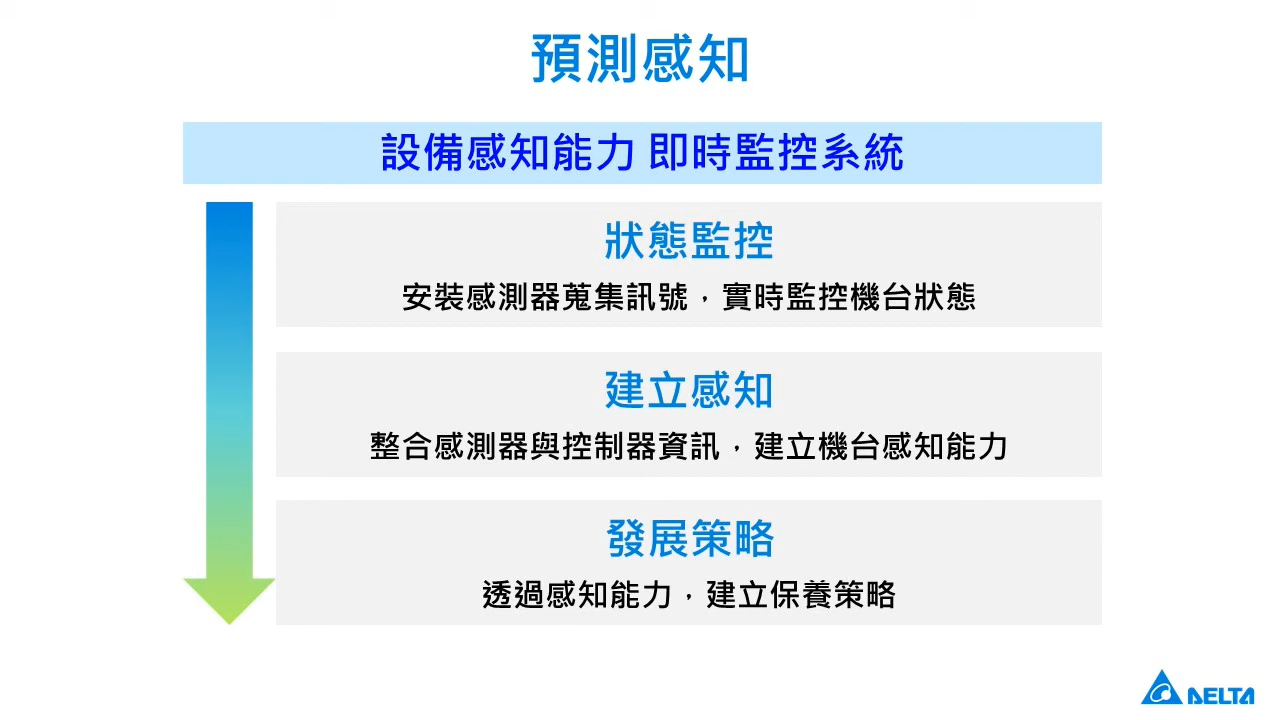 預測感知
設備感知能力 即時監控系統
狀態監控
安裝感測器蒐集訊號，實時監控機台狀態
建立感知
整合感測器與控制器資訊，建立機台感知能力
發展策略
透過感知能力，建立保養策略
DELTA